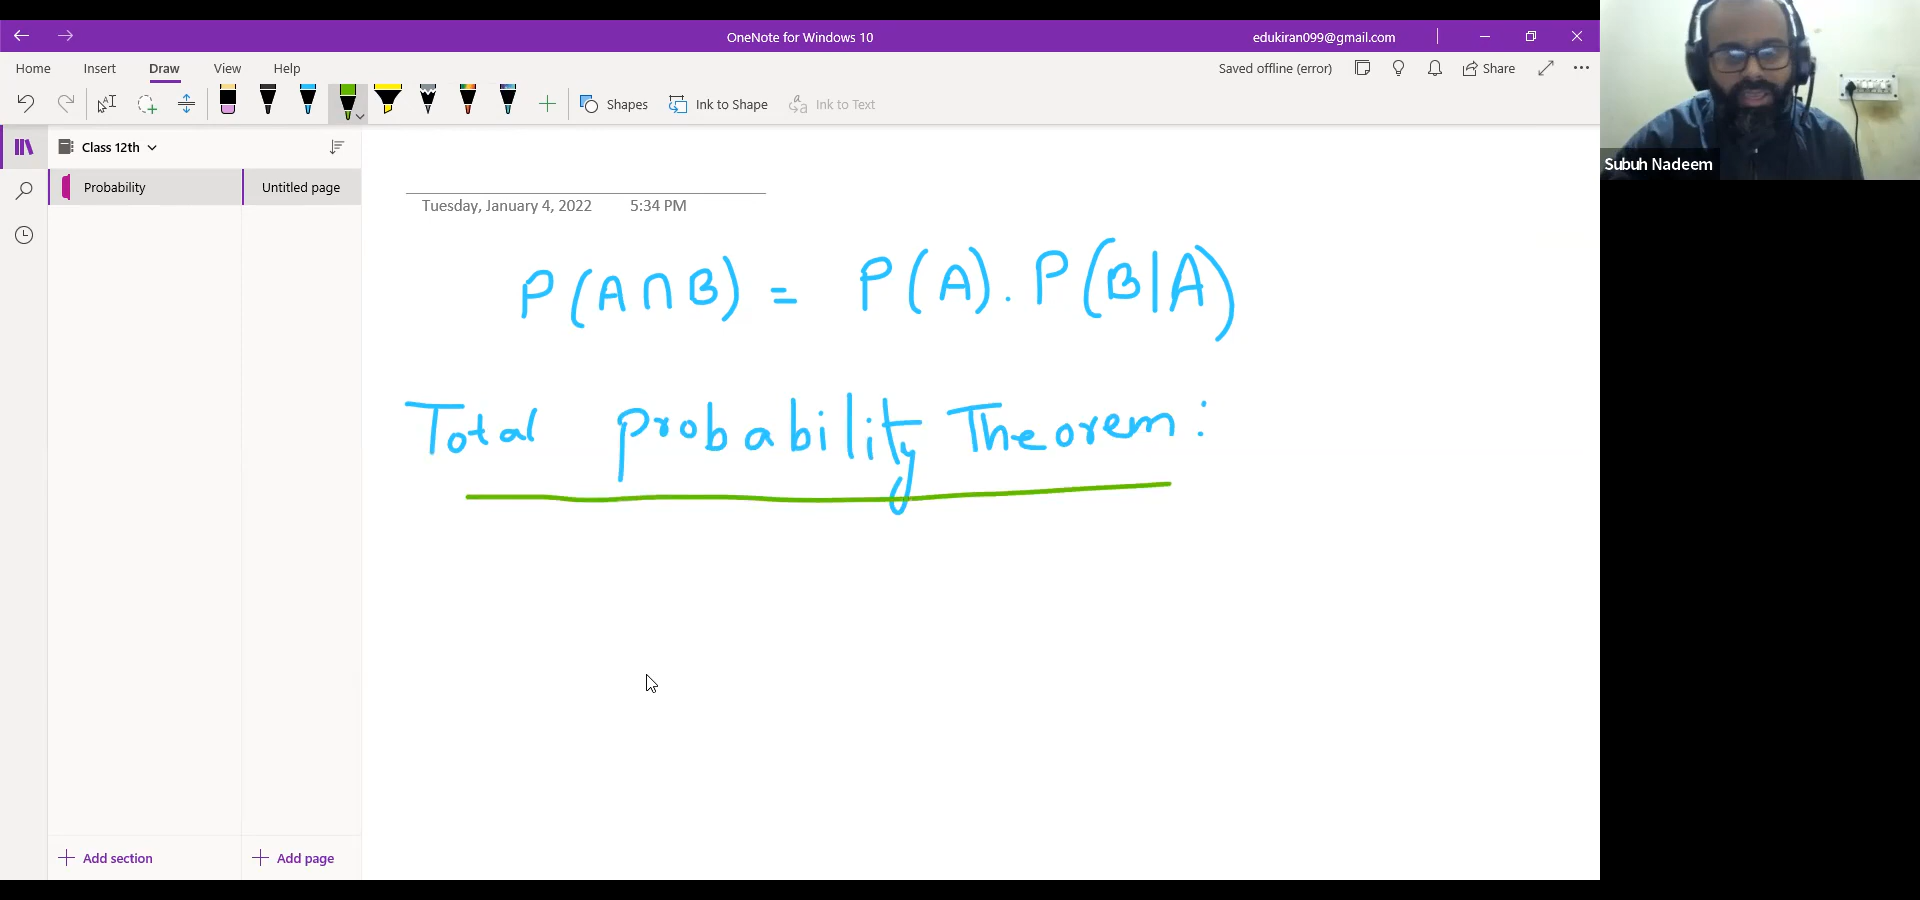 OneNote for Windows 10
edukiran099@gmail.com
Home Insert Draw View Help
Saved offline (error)
Share
Shapes
Ink to Shape
Ink to Text
Class 12th
Probability
Untitled page
Subuh Nadeem
Tuesday, January 4, 2022 5:34 PM
P(A∩B) = P(A) . P(B|A)
Total probability Theorem:
Add section
Add page